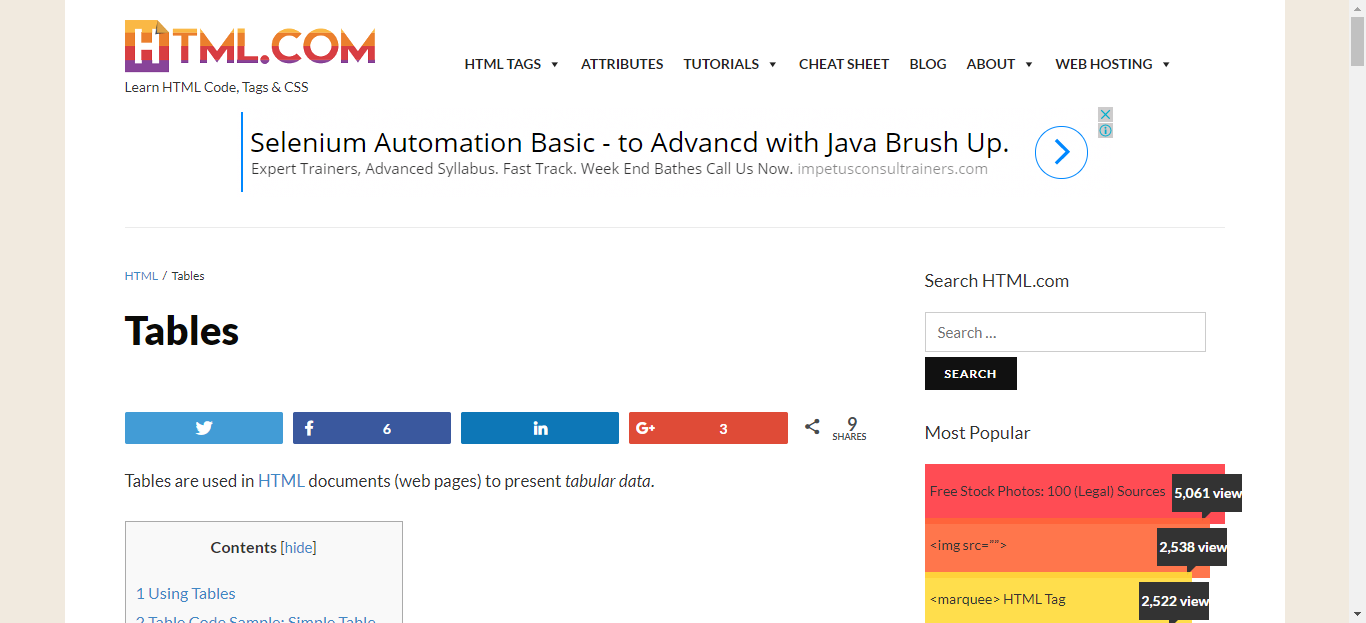 HTML.COM
Learn HTML Code, Tags & CSS
HTML TAGS ATTRIBUTES TUTORIALS CHEAT SHEET BLOG ABOUT WEB HOSTING
Selenium Automation Basic - to Advancd with Java Brush Up.
Expert Trainers, Advanced Syllabus. Fast Track. Week End Bathes Call Us Now. impetusconsultrainers.com
HTML / Tables
Tables
6
in
G+ 3
9
SHARES
Tables are used in HTML documents (web pages) to present tabular data.
Contents [hide]
1 Using Tables
2 Table Code Sample: Simple Table
Search HTML.com
Search ...
SEARCH
Most Popular
Free Stock Photos: 100 (Legal) Sources 5,061 view
<img src=""> 2,538 view
<marquee> HTML Tag 2,522 view